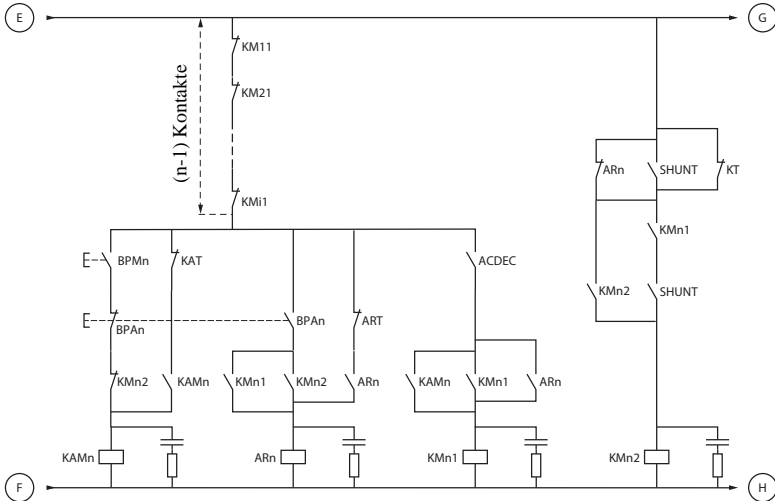 E
G
KM11
KM21
(n-1) Kontakte
KMi1
ARn
SHUNT
KT
KMn1
BPMn
KAT
ACDEC
KMn2
SHUNT
BPAn
BPAn
ART
KMn2
KAMn
KMn1
KMn2
ARn
KAMn
KMn1
ARn
KAMn
ARn
KMn1
KMn2
F
H